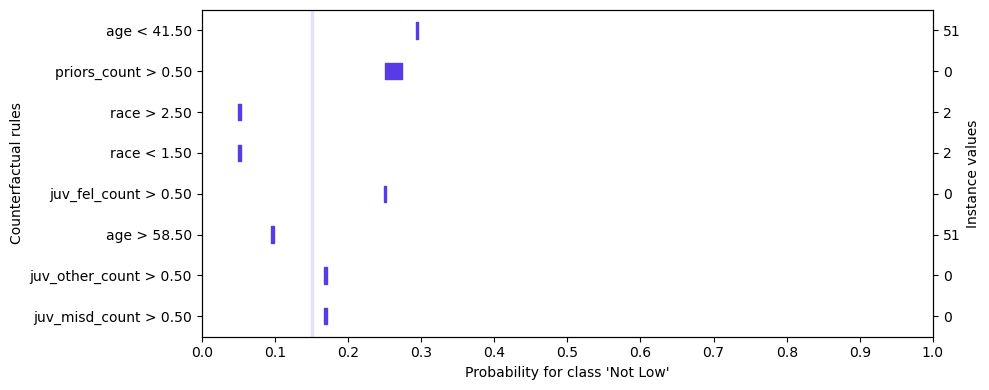 Counterfactual rules
age < 41.50 51
priors_count > 0.50 0
race > 2.50 2
race < 1.50 2
juv_fel_count > 0.50 0
age > 58.50 51
juv_other_count > 0.50 0
juv_misd_count > 0.50 0
Instance values
0.0 0.1 0.2 0.3 0.4 0.5 0.6 0.7 0.8 0.9 1.0
Probability for class 'Not Low'